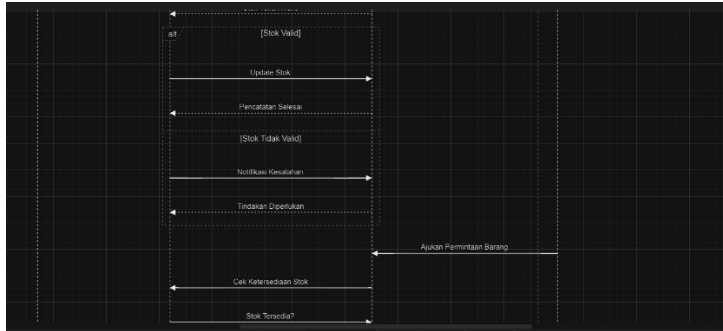 alt
[Stok Valid]
Update Stok
Pencatatan Selesai
[Stok Tidak Valid]
Notifikasi Kesalahan
Tindakan Diperlukan
Ajukan Permintaan Barang
Cek Ketersediaan Stok
Stok Tersedia?